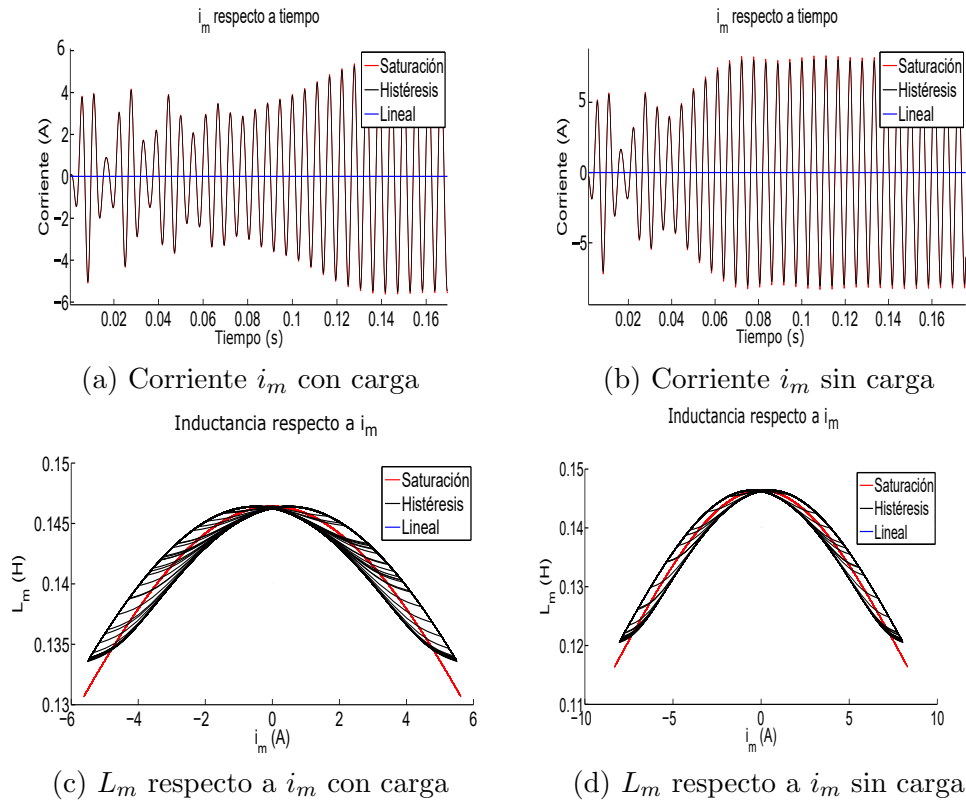 i_m respecto a tiempo
Corriente (A)
6
4
2
0
−2
−4
−6
0.02 0.04 0.06 0.08 0.1 0.12 0.14 0.16
Tiempo (s)
Saturación
Histéresis
Lineal
(a) Corriente i_m con carga
i_m respecto a tiempo
Corriente (A)
5
0
−5
0.02 0.04 0.06 0.08 0.1 0.12 0.14 0.16
Tiempo (s)
Saturación
Histéresis
Lineal
(b) Corriente i_m sin carga
Inductancia respecto a i_m
L_m (H)
0.15
0.145
0.14
0.135
0.13
−6 −4 −2 0 2 4 6
i_m (A)
Saturación
Histéresis
Lineal
(c) L_m respecto a i_m con carga
Inductancia respecto a i_m
L_m (H)
0.15
0.14
0.13
0.12
0.11
−10 −5 0 5 10
i_m (A)
Saturación
Histéresis
Lineal
(d) L_m respecto a i_m sin carga